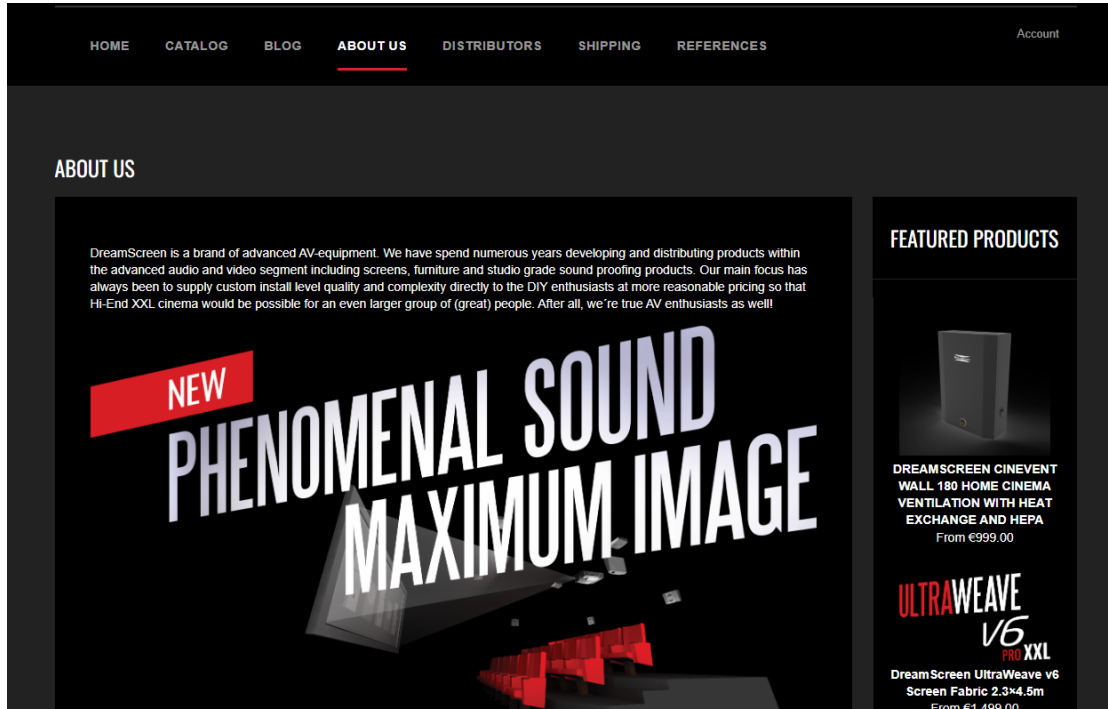 HOME CATALOG BLOG ABOUT US DISTRIBUTORS SHIPPING REFERENCES
Account
ABOUT US
DreamScreen is a brand of advanced AV-equipment. We have spend numerous years developing and distributing products within
the advanced audio and video segment including screens, furniture and studio grade sound proofing products. Our main focus has
always been to supply custom install level quality and complexity directly to the DIY enthusiasts at more reasonable pricing so that
Hi-End XXL cinema would be possible for an even larger group of (great) people. After all, we´re true AV enthusiasts as well!
NEW
PHENOMENAL SOUND
MAXIMUM IMAGE
FEATURED PRODUCTS
DREAMSCREEN CINEVENT
WALL 180 HOME CINEMA
VENTILATION WITH HEAT
EXCHANGE AND HEPA
From €999.00
ULTRAWEAVE
V6
PRO XXL
DreamScreen UltraWeave v6
Screen Fabric 2.3×4.5m
From €1,499.00